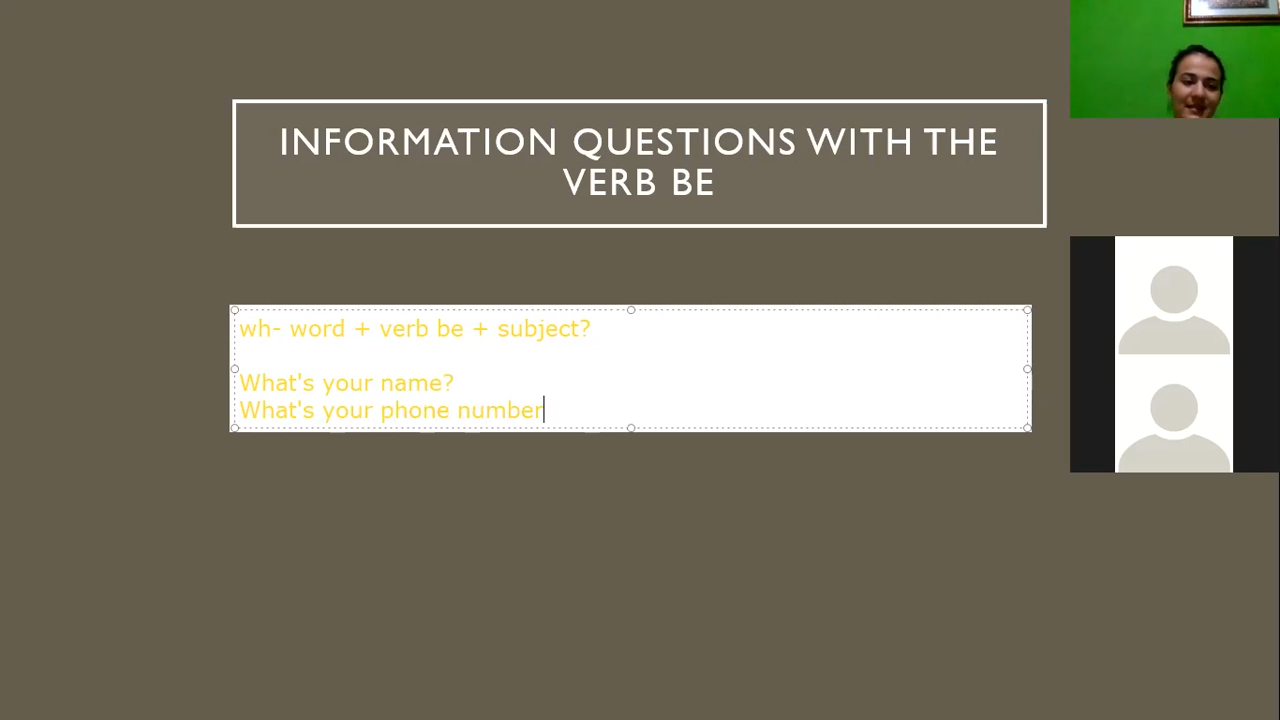 INFORMATION QUESTIONS WITH THE
VERB BE
wh- word + verb be + subject?
What's your name?
What's your phone number